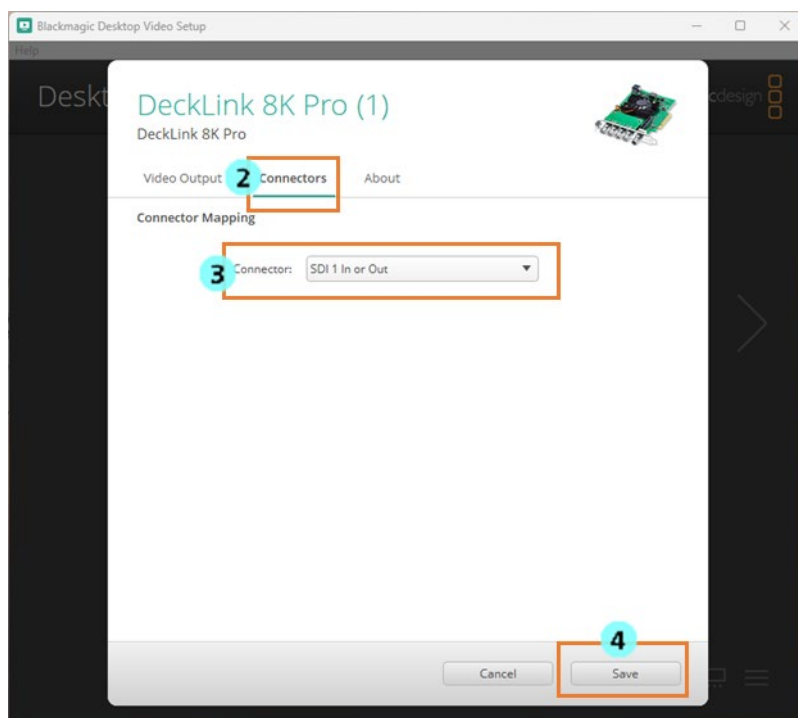 Blackmagic Desktop Video Setup
Help
Deskt
cdesign
DeckLink 8K Pro (1)
DeckLink 8K Pro
Video Output 2 Connectors About
Connector Mapping
3 Connector: SDI 1 In or Out
4
Cancel Save